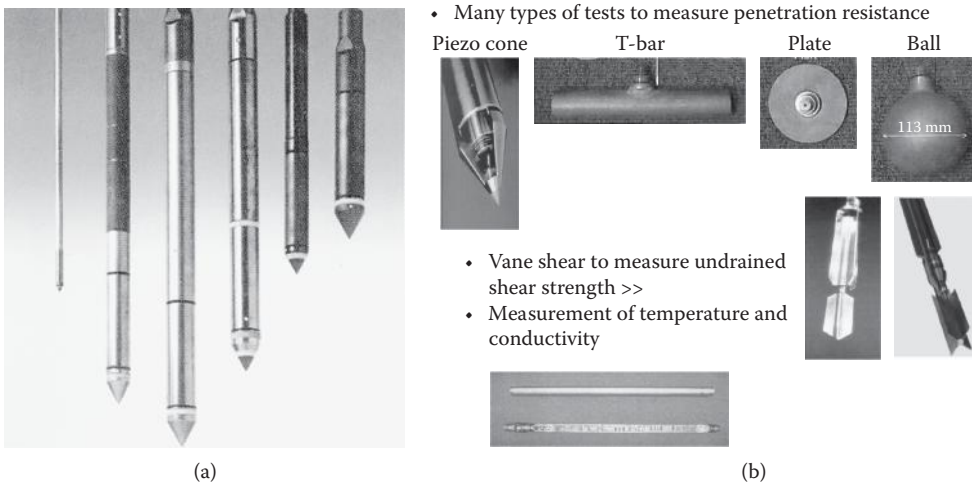 • Many types of tests to measure penetration resistance
Piezo cone
T-bar
Plate
Ball
113 mm
• Vane shear to measure undrained
shear strength >>
• Measurement of temperature and
conductivity
(a)
(b)